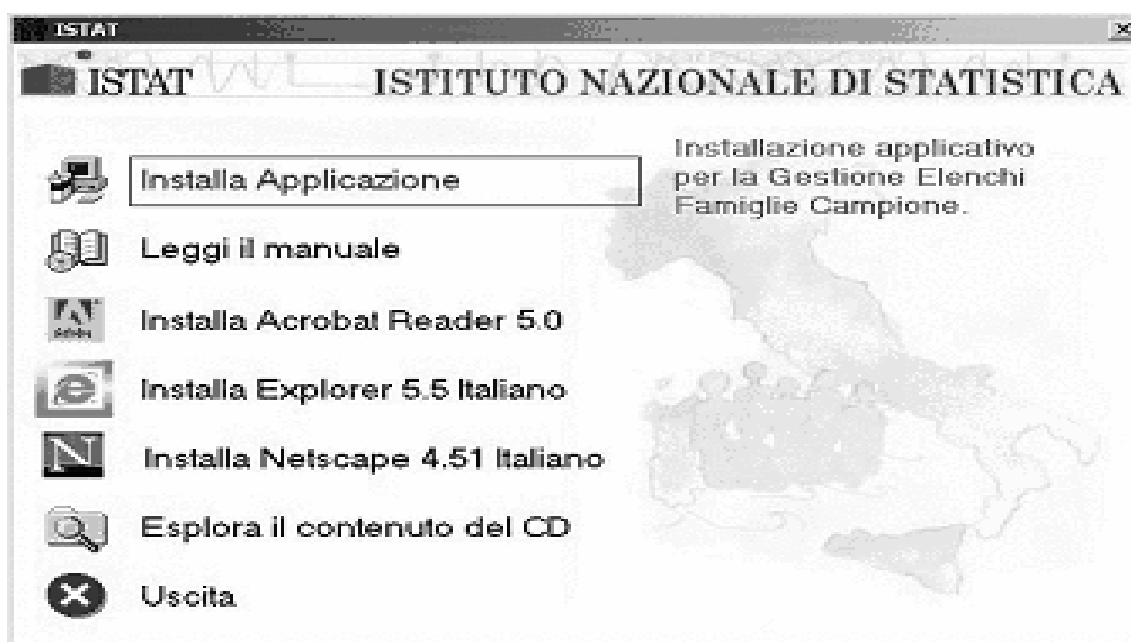 ISTAT
ISTAT ISTITUTO NAZIONALE DI STATISTICA
Installa Applicazione
Installazione applicativo
per la Gestione Elenchi
Famiglie Campione.
Leggi il manuale
Installa Acrobat Reader 5.0
Installa Explorer 5.5 Italiano
Installa Netscape 4.51 Italiano
Esplora il contenuto del CD
Uscita